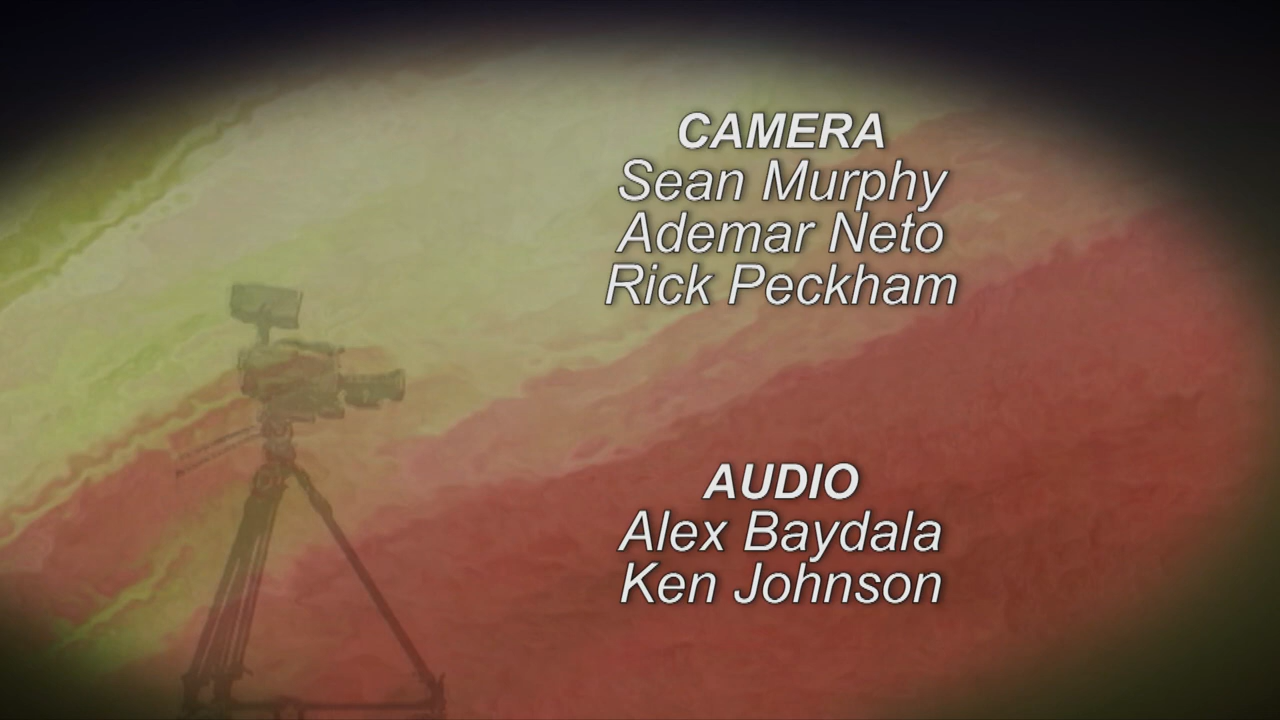 CAMERA
Sean Murphy
Ademar Neto
Rick Peckham
AUDIO
Alex Baydala
Ken Johnson